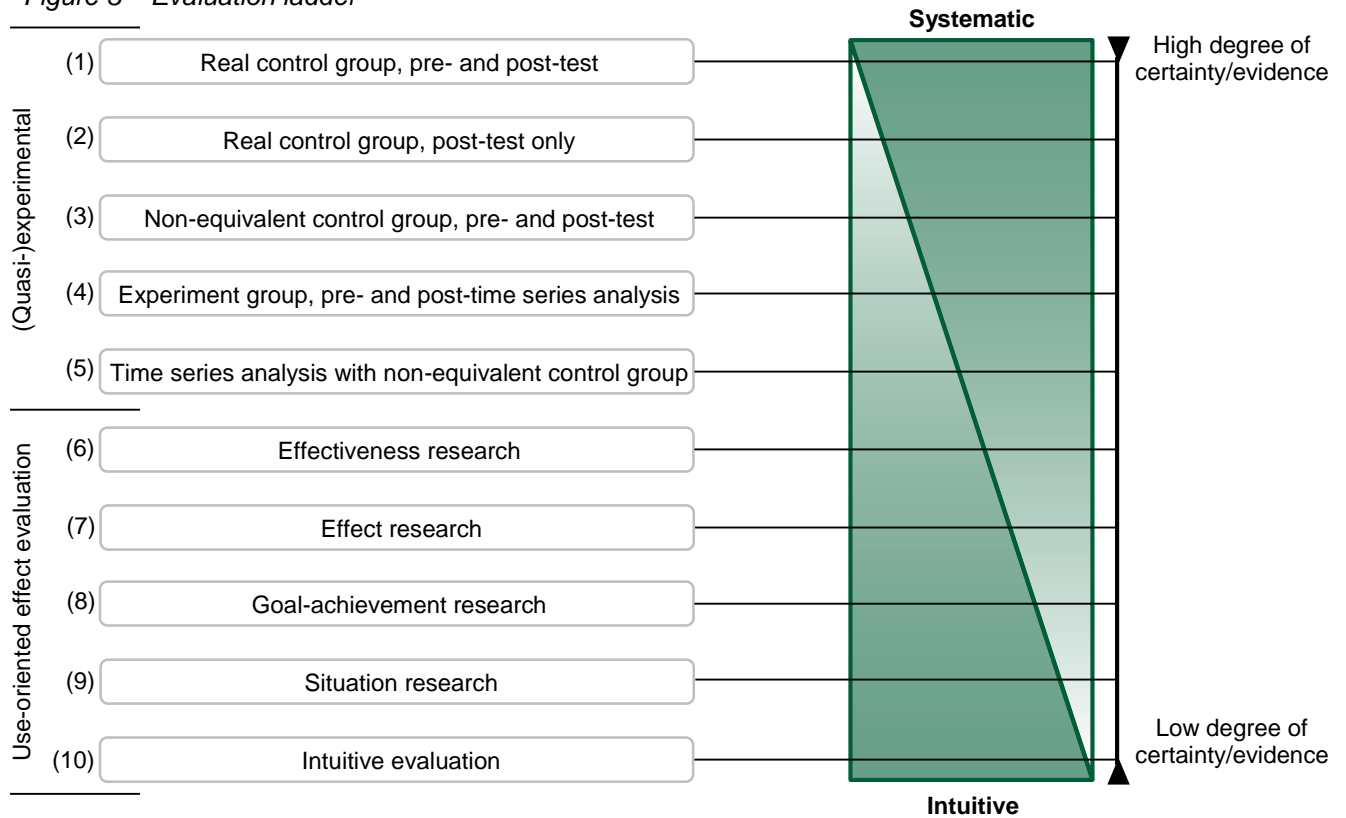 Figure 3 Evaluation ladder
Systematic
High degree of
certainty/evidence
(Quasi-)experimental
(1) Real control group, pre- and post-test
(2) Real control group, post-test only
(3) Non-equivalent control group, pre- and post-test
(4) Experiment group, pre- and post-time series analysis
(5) Time series analysis with non-equivalent control group
Use-oriented effect evaluation
(6) Effectiveness research
(7) Effect research
(8) Goal-achievement research
(9) Situation research
(10) Intuitive evaluation
Low degree of
certainty/evidence
Intuitive